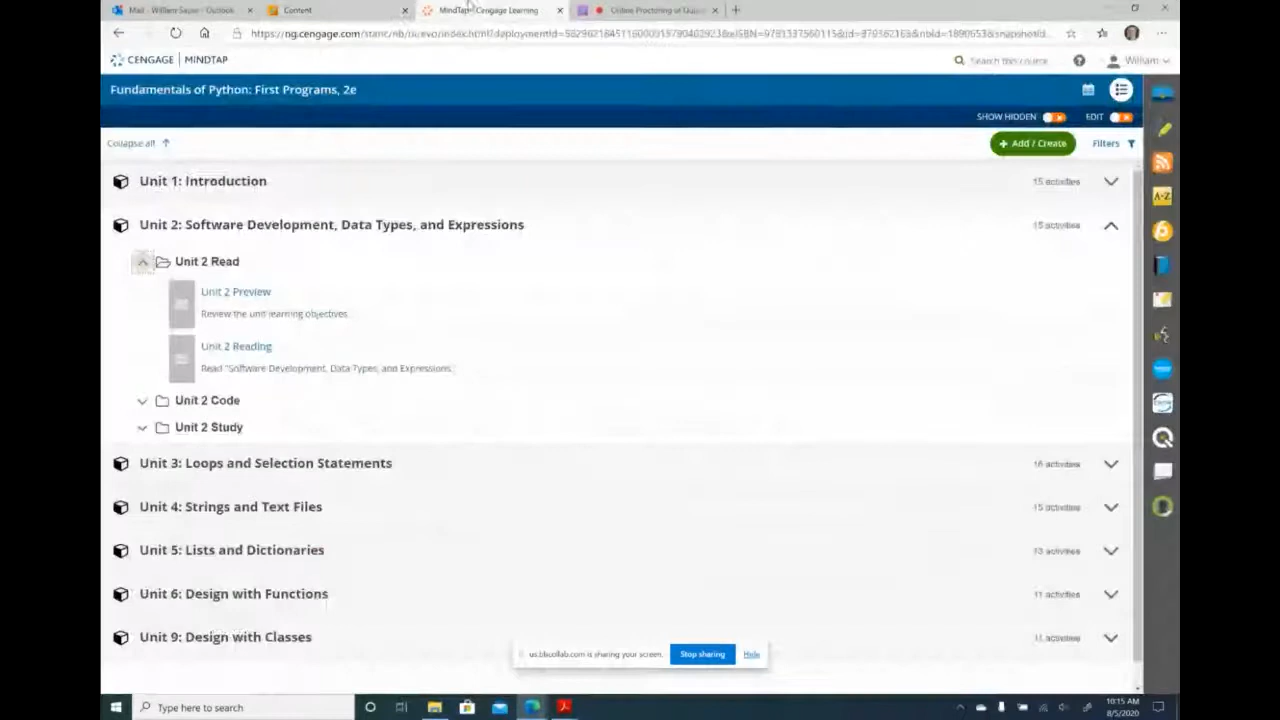 Mail - William Sayler - Outlook
Content
MindTap - Cengage Learning
Online Proctoring of Quizz
CENGAGE | MINDTAP
Search this course
William
Fundamentals of Python: First Programs, 2e
SHOW HIDDEN
EDIT
Collapse all
+ Add / Create
Filters
Unit 1: Introduction
15 activities
Unit 2: Software Development, Data Types, and Expressions
15 activities
Unit 2 Read
Unit 2 Preview
Review the unit learning objectives.
Unit 2 Reading
Read "Software Development, Data Types, and Expressions."
Unit 2 Code
Unit 2 Study
Unit 3: Loops and Selection Statements
16 activities
Unit 4: Strings and Text Files
15 activities
Unit 5: Lists and Dictionaries
13 activities
Unit 6: Design with Functions
11 activities
Unit 9: Design with Classes
11 activities
us.bbcollab.com is sharing your screen.
Stop sharing
Hide
Type here to search
10:15 AM
8/5/2020
A-Z